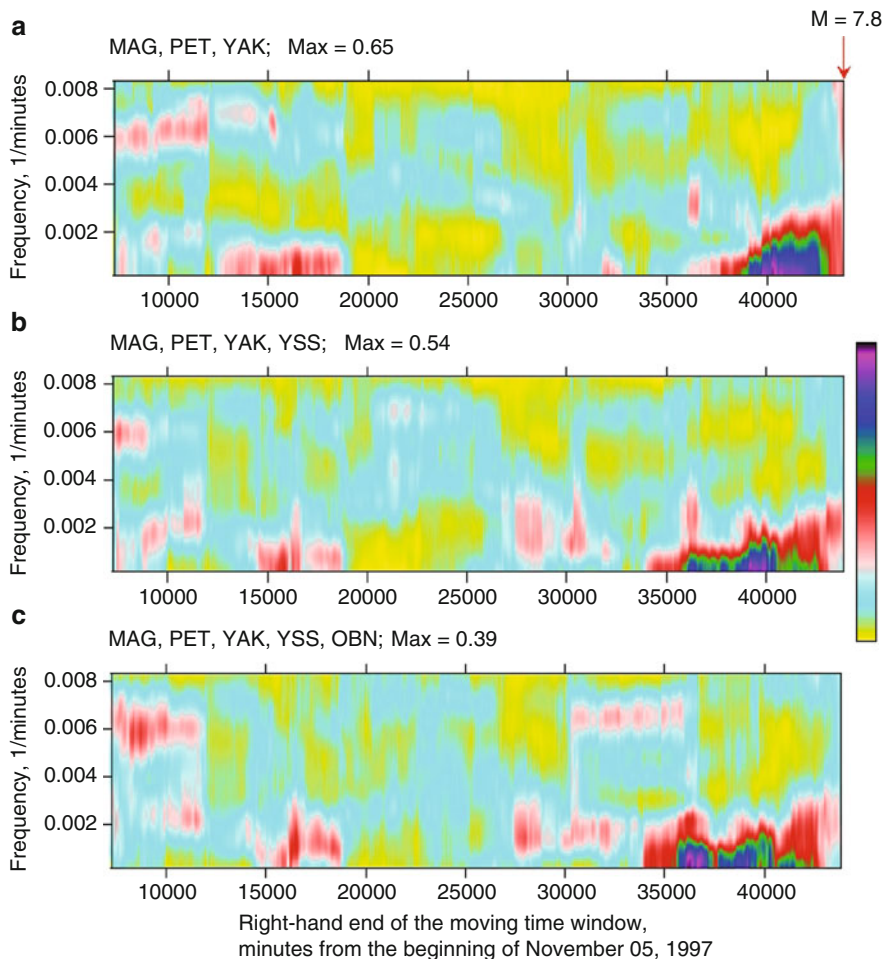 a
M = 7.8
MAG, PET, YAK; Max = 0.65
Frequency, 1/minutes
0.008
0.006
0.004
0.002
10000 15000 20000 25000 30000 35000 40000
b
MAG, PET, YAK, YSS; Max = 0.54
Frequency, 1/minutes
0.008
0.006
0.004
0.002
10000 15000 20000 25000 30000 35000 40000
c
MAG, PET, YAK, YSS, OBN; Max = 0.39
Frequency, 1/minutes
0.008
0.006
0.004
0.002
10000 15000 20000 25000 30000 35000 40000
Right-hand end of the moving time window,
minutes from the beginning of November 05, 1997